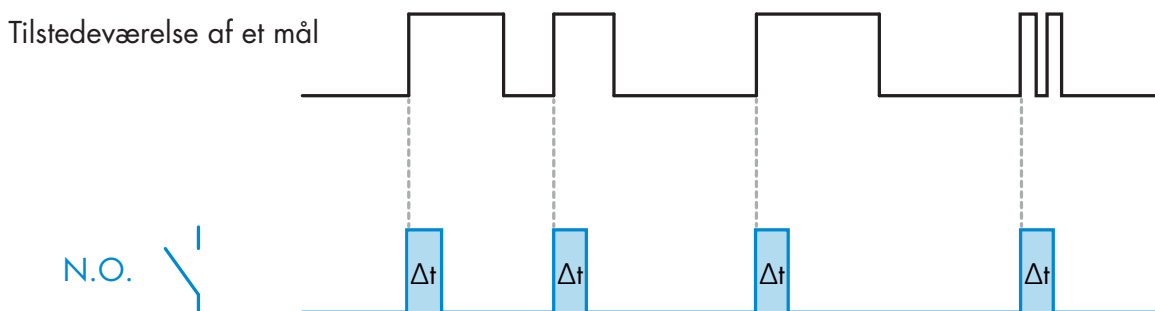 Tilstedeværelse af et mål
N.O.
Δt Δt Δt Δt